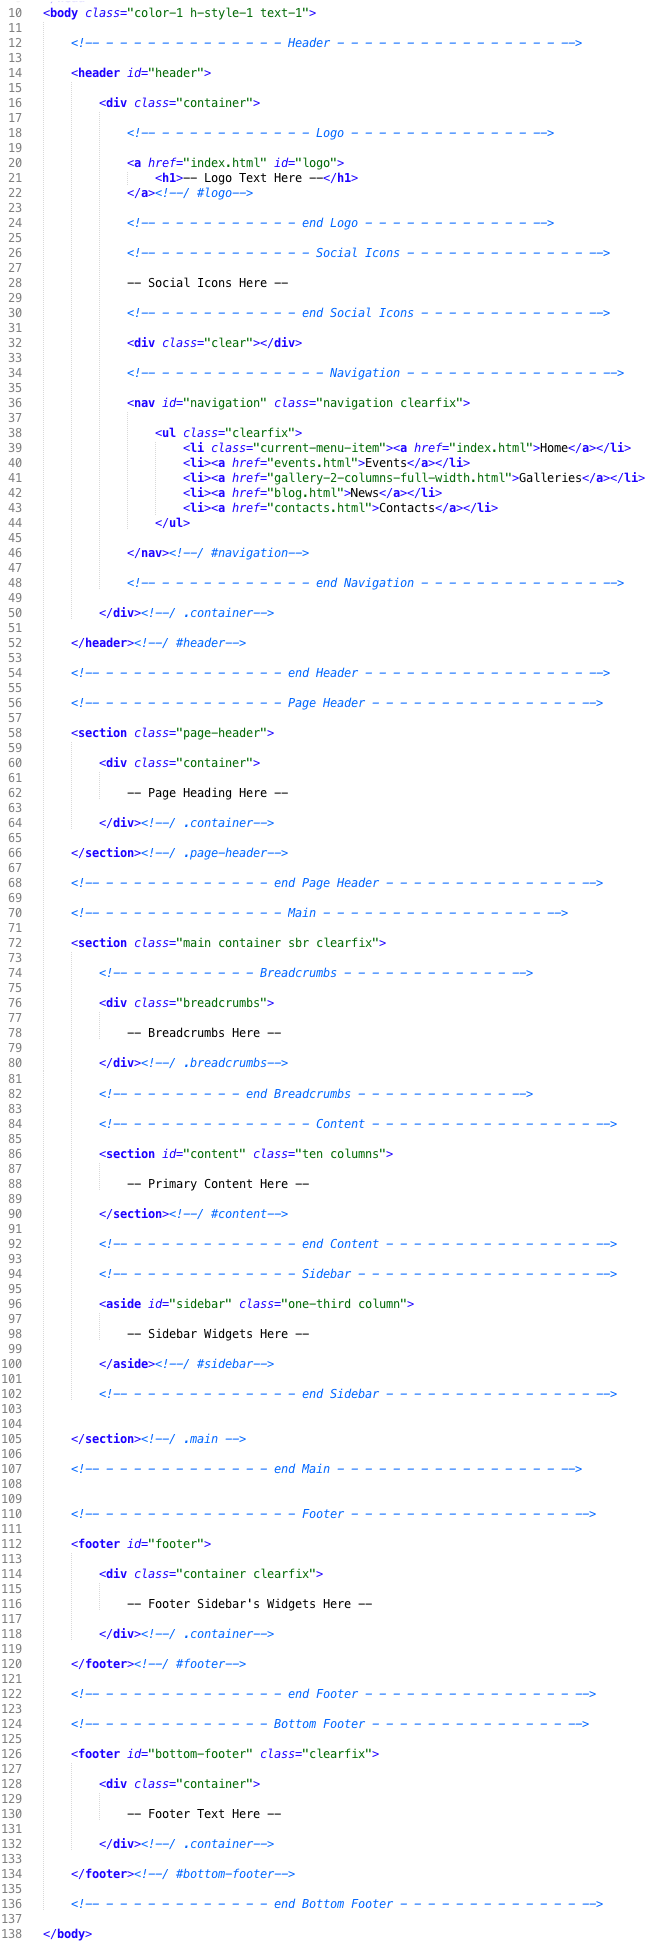 10 <body class="color-1 h-style-1 text-1">
11
12 <!-- - - - - - - - - - - - - - - Header - - - - - - - - - - - - - - - - -->
13
14 <header id="header">
15
16 <div class="container">
17
18 <!-- - - - - - - - - - - - - Logo - - - - - - - - - - - - - -->
19
20 <a href="index.html" id="logo">
21 <h1>-- Logo Text Here --</h1>
22 </a><!--/ #logo-->
23
24 <!-- - - - - - - - - - - - end Logo - - - - - - - - - - - - -->
25
26 <!-- - - - - - - - - - - - - Social Icons - - - - - - - - - - - - - -->
27
28 -- Social Icons Here --
29
30 <!-- - - - - - - - - - - - end Social Icons - - - - - - - - - - - - -->
31
32 <div class="clear"></div>
33
34 <!-- - - - - - - - - - - - - - Navigation - - - - - - - - - - - - - - -->
35
36 <nav id="navigation" class="navigation clearfix">
37
38 <ul class="clearfix">
39 <li class="current-menu-item"><a href="index.html">Home</a></li>
40 <li><a href="events.html">Events</a></li>
41 <li><a href="gallery-2-columns-full-width.html">Galleries</a></li>
42 <li><a href="blog.html">News</a></li>
43 <li><a href="contacts.html">Contacts</a></li>
44 </ul>
45
46 </nav><!--/ #navigation-->
47
48 <!-- - - - - - - - - - - - - end Navigation - - - - - - - - - - - - - -->
49
50 </div><!--/ .container-->
51
52 </header><!--/ #header-->
53
54 <!-- - - - - - - - - - - - - - - end Header - - - - - - - - - - - - - - - - - -->
55
56 <!-- - - - - - - - - - - - - - - Page Header - - - - - - - - - - - - - - - - -->
57
58 <section class="page-header">
59
60 <div class="container">
61
62 -- Page Heading Here --
63
64 </div><!--/ .container-->
65
66 </section><!--/ .page-header-->
67
68 <!-- - - - - - - - - - - - - - end Page Header - - - - - - - - - - - - - - - -->
69
70 <!-- - - - - - - - - - - - - - - Main - - - - - - - - - - - - - - - - - -->
71
72 <section class="main container sbr clearfix">
73
74 <!-- - - - - - - - - - - Breadcrumbs - - - - - - - - - - - - -->
75
76 <div class="breadcrumbs">
77
78 -- Breadcrumbs Here --
79
80 </div><!--/ .breadcrumbs-->
81
82 <!-- - - - - - - - - - end Breadcrumbs - - - - - - - - - - - -->
83
84 <!-- - - - - - - - - - - - - - - Content - - - - - - - - - - - - - - - - - -->
85
86 <section id="content" class="ten columns">
87
88 -- Primary Content Here --
89
90 </section><!--/ #content-->
91
92 <!-- - - - - - - - - - - - - - end Content - - - - - - - - - - - - - - - - -->
93
94 <!-- - - - - - - - - - - - - - Sidebar - - - - - - - - - - - - - - - - - - -->
95
96 <aside id="sidebar" class="one-third column">
97
98 -- Sidebar Widgets Here --
99
100 </aside><!--/ #sidebar-->
101
102 <!-- - - - - - - - - - - - - - end Sidebar - - - - - - - - - - - - - - - - -->
103
104
105 </section><!--/ .main -->
106
107 <!-- - - - - - - - - - - - - - end Main - - - - - - - - - - - - - - - - - -->
108
109
110 <!-- - - - - - - - - - - - - - - - Footer - - - - - - - - - - - - - - - - - -->
111
112 <footer id="footer">
113
114 <div class="container clearfix">
115
116 -- Footer Sidebar's Widgets Here --
117
118 </div><!--/ .container-->
119
120 </footer><!--/ #footer-->
121
122 <!-- - - - - - - - - - - - - - - end Footer - - - - - - - - - - - - - - - - -->
123
124 <!-- - - - - - - - - - - - - - Bottom Footer - - - - - - - - - - - - - - - -->
125
126 <footer id="bottom-footer" class="clearfix">
127
128 <div class="container">
129
130 -- Footer Text Here --
131
132 </div><!--/ .container-->
133
134 </footer><!--/ #bottom-footer-->
135
136 <!-- - - - - - - - - - - - - - end Bottom Footer - - - - - - - - - - - - - - -->
137
138 </body>